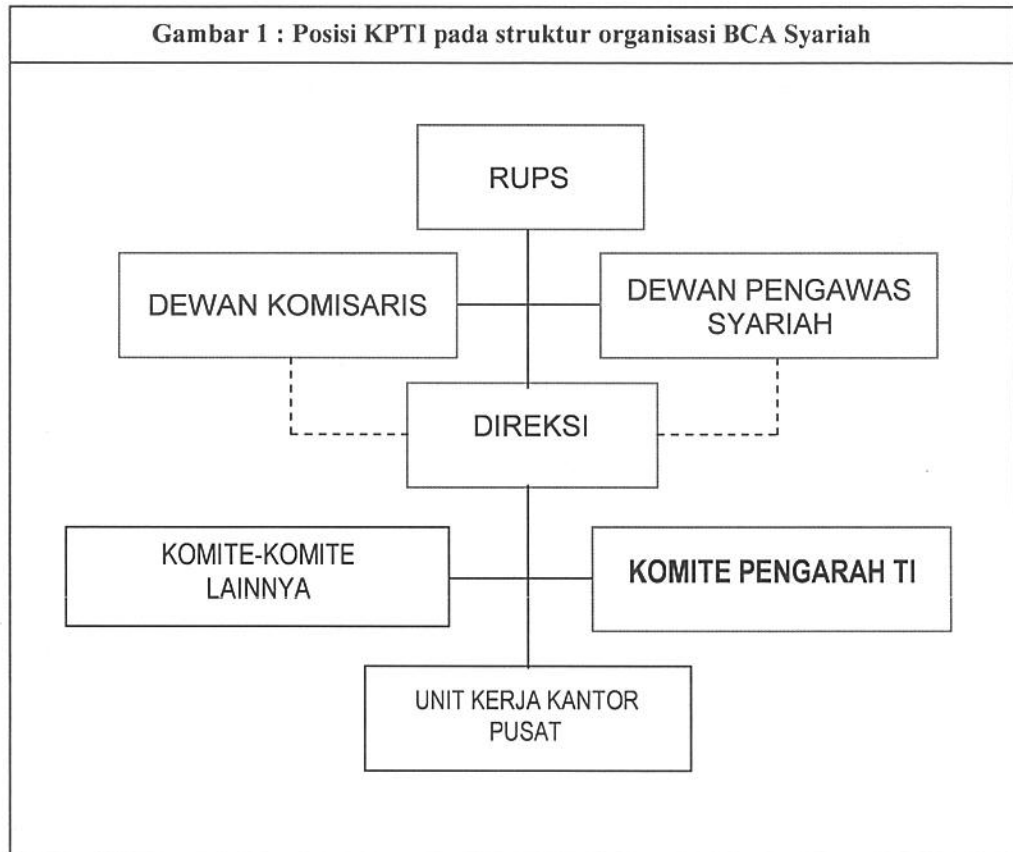 Gambar 1 : Posisi KPTI pada struktur organisasi BCA Syariah
RUPS
DEWAN KOMISARIS
DEWAN PENGAWAS
SYARIAH
DIREKSI
KOMITE-KOMITE
LAINNYA
KOMITE PENGARAH TI
UNIT KERJA KANTOR
PUSAT